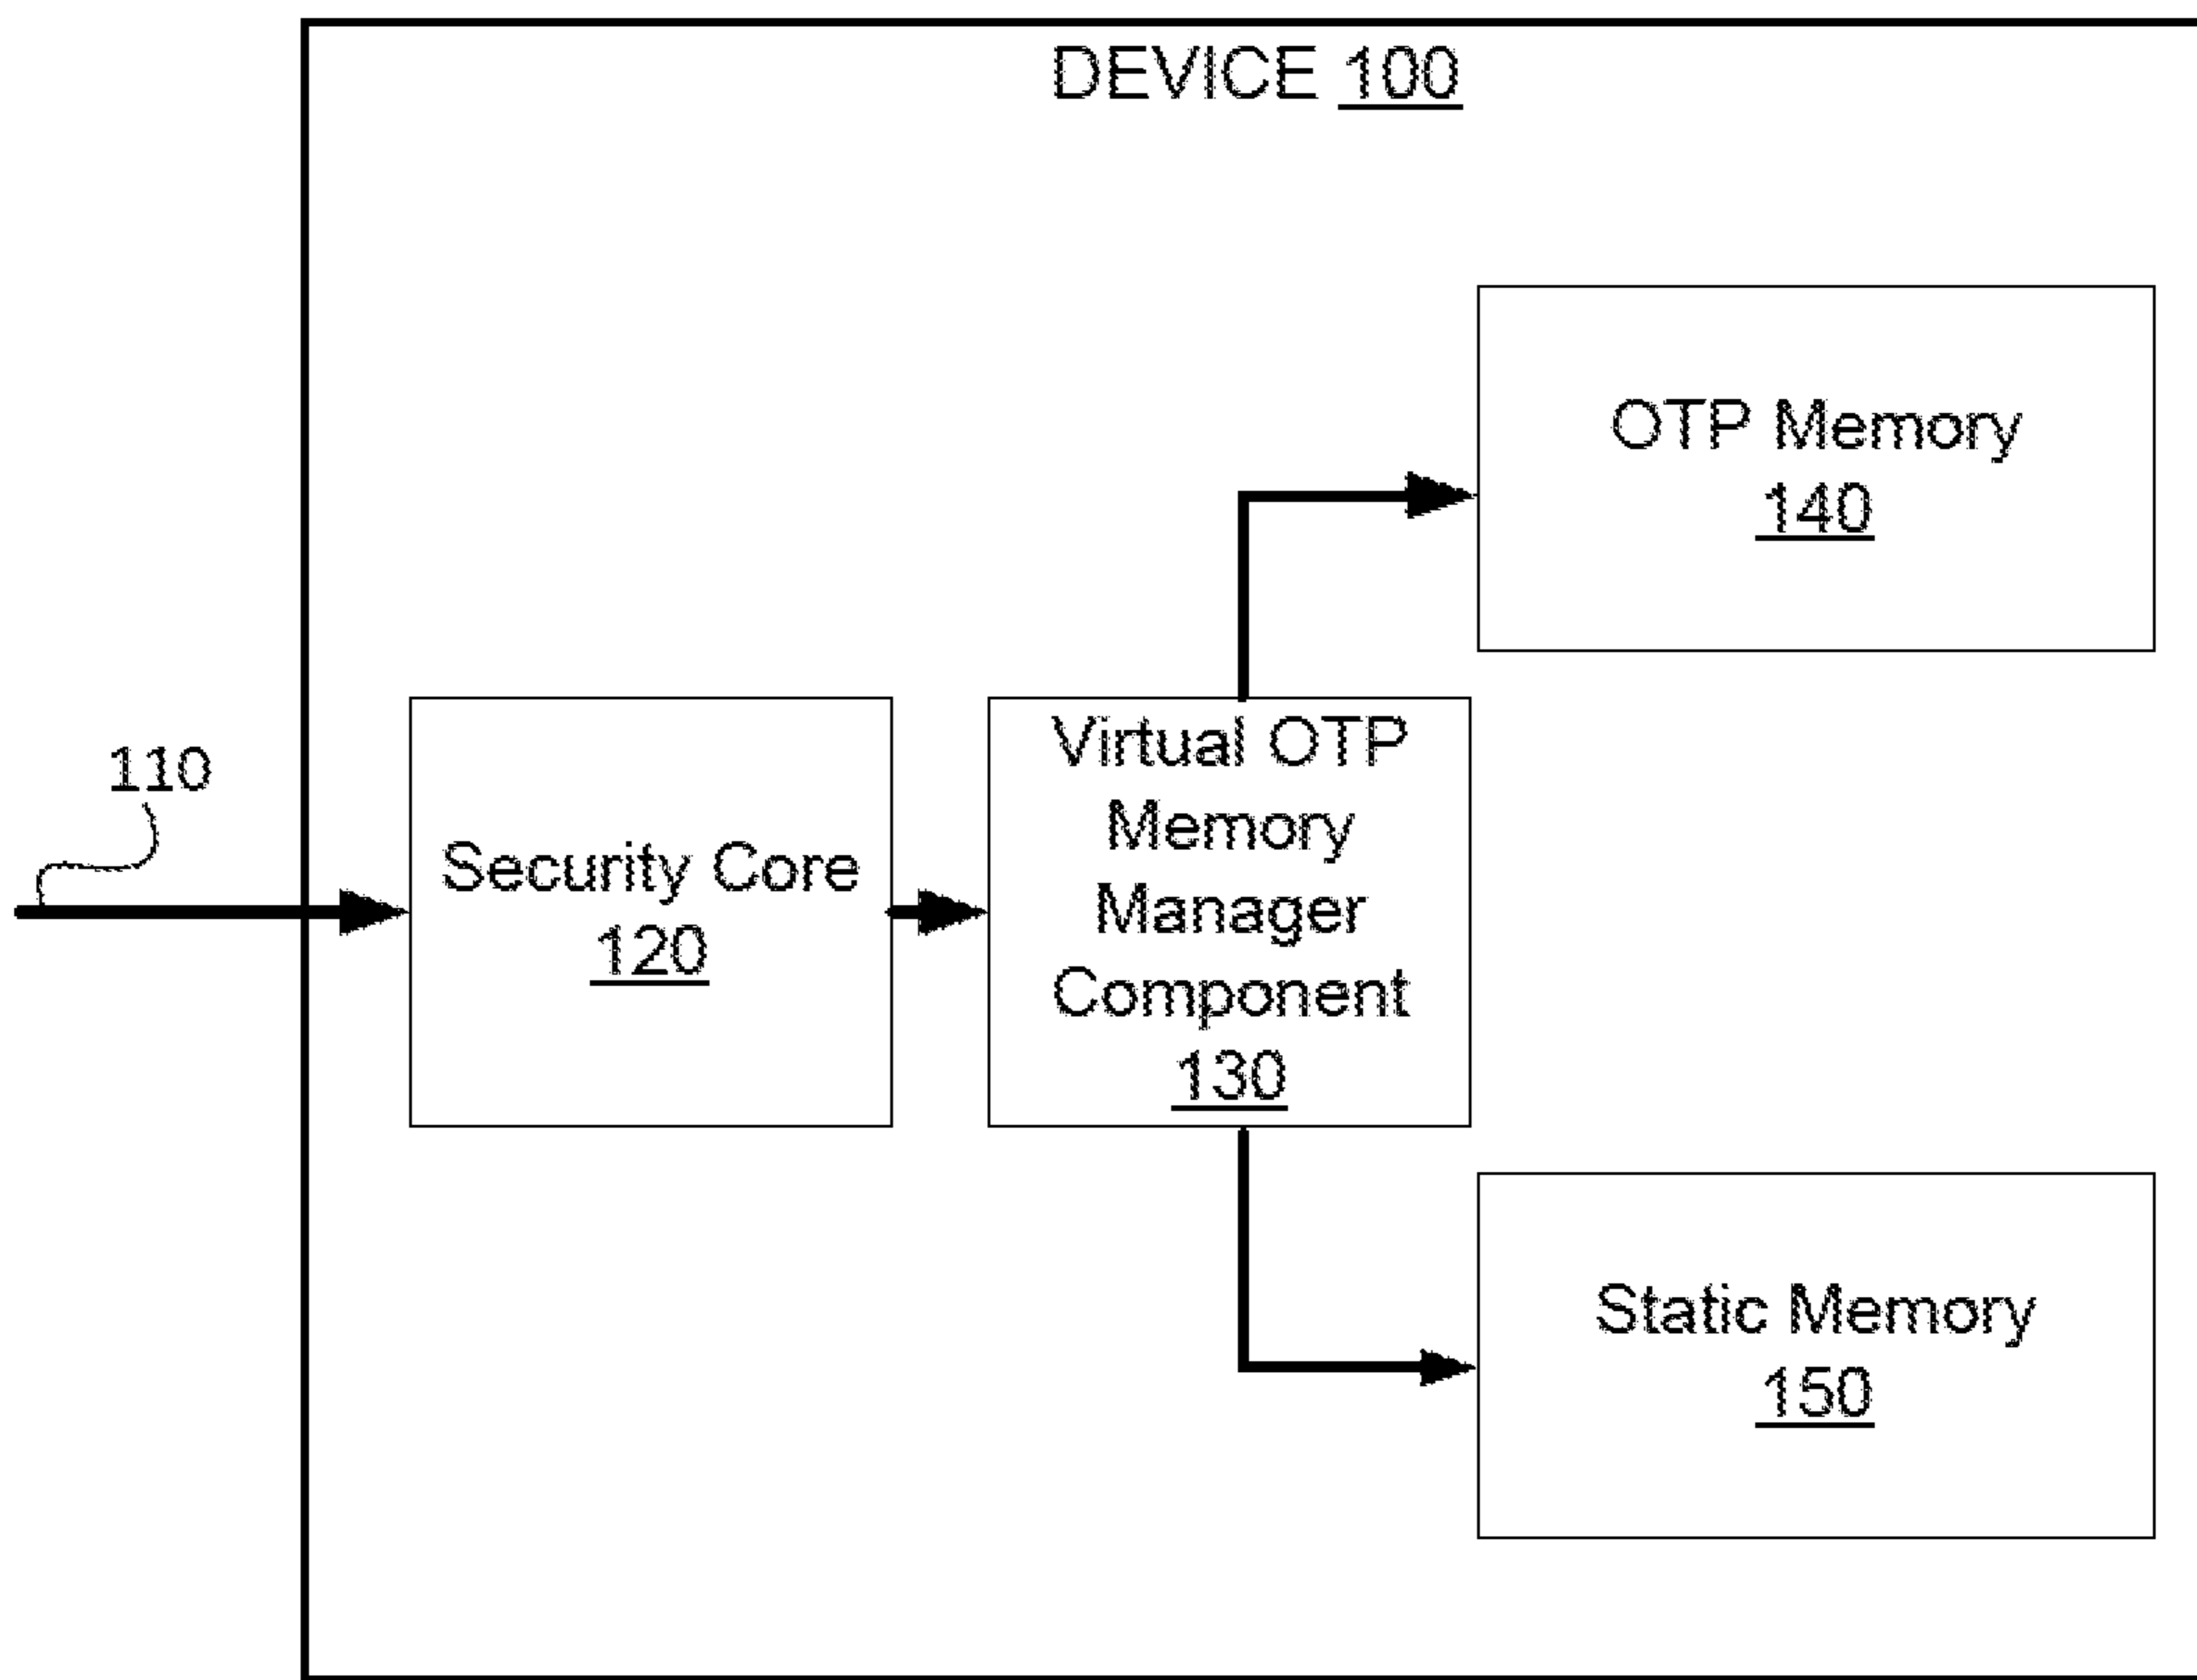 DEVICE 100
OTP Memory
140
110
Security Core
120
Virtual OTP
Memory
Manager
Component
130
Static Memory
150